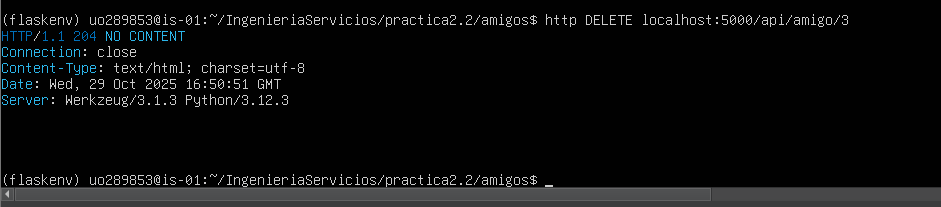 (flaskenv) uo289853@is-01:~/IngenieriaServicios/practica2.2/amigos$ http DELETE localhost:5000/api/amigo/3
HTTP/1.1 204 NO CONTENT
Connection: close
Content-Type: text/html; charset=utf-8
Date: Wed, 29 Oct 2025 16:50:51 GMT
Server: Werkzeug/3.1.3 Python/3.12.3
(flaskenv) uo289853@is-01:~/IngenieriaServicios/practica2.2/amigos$ _